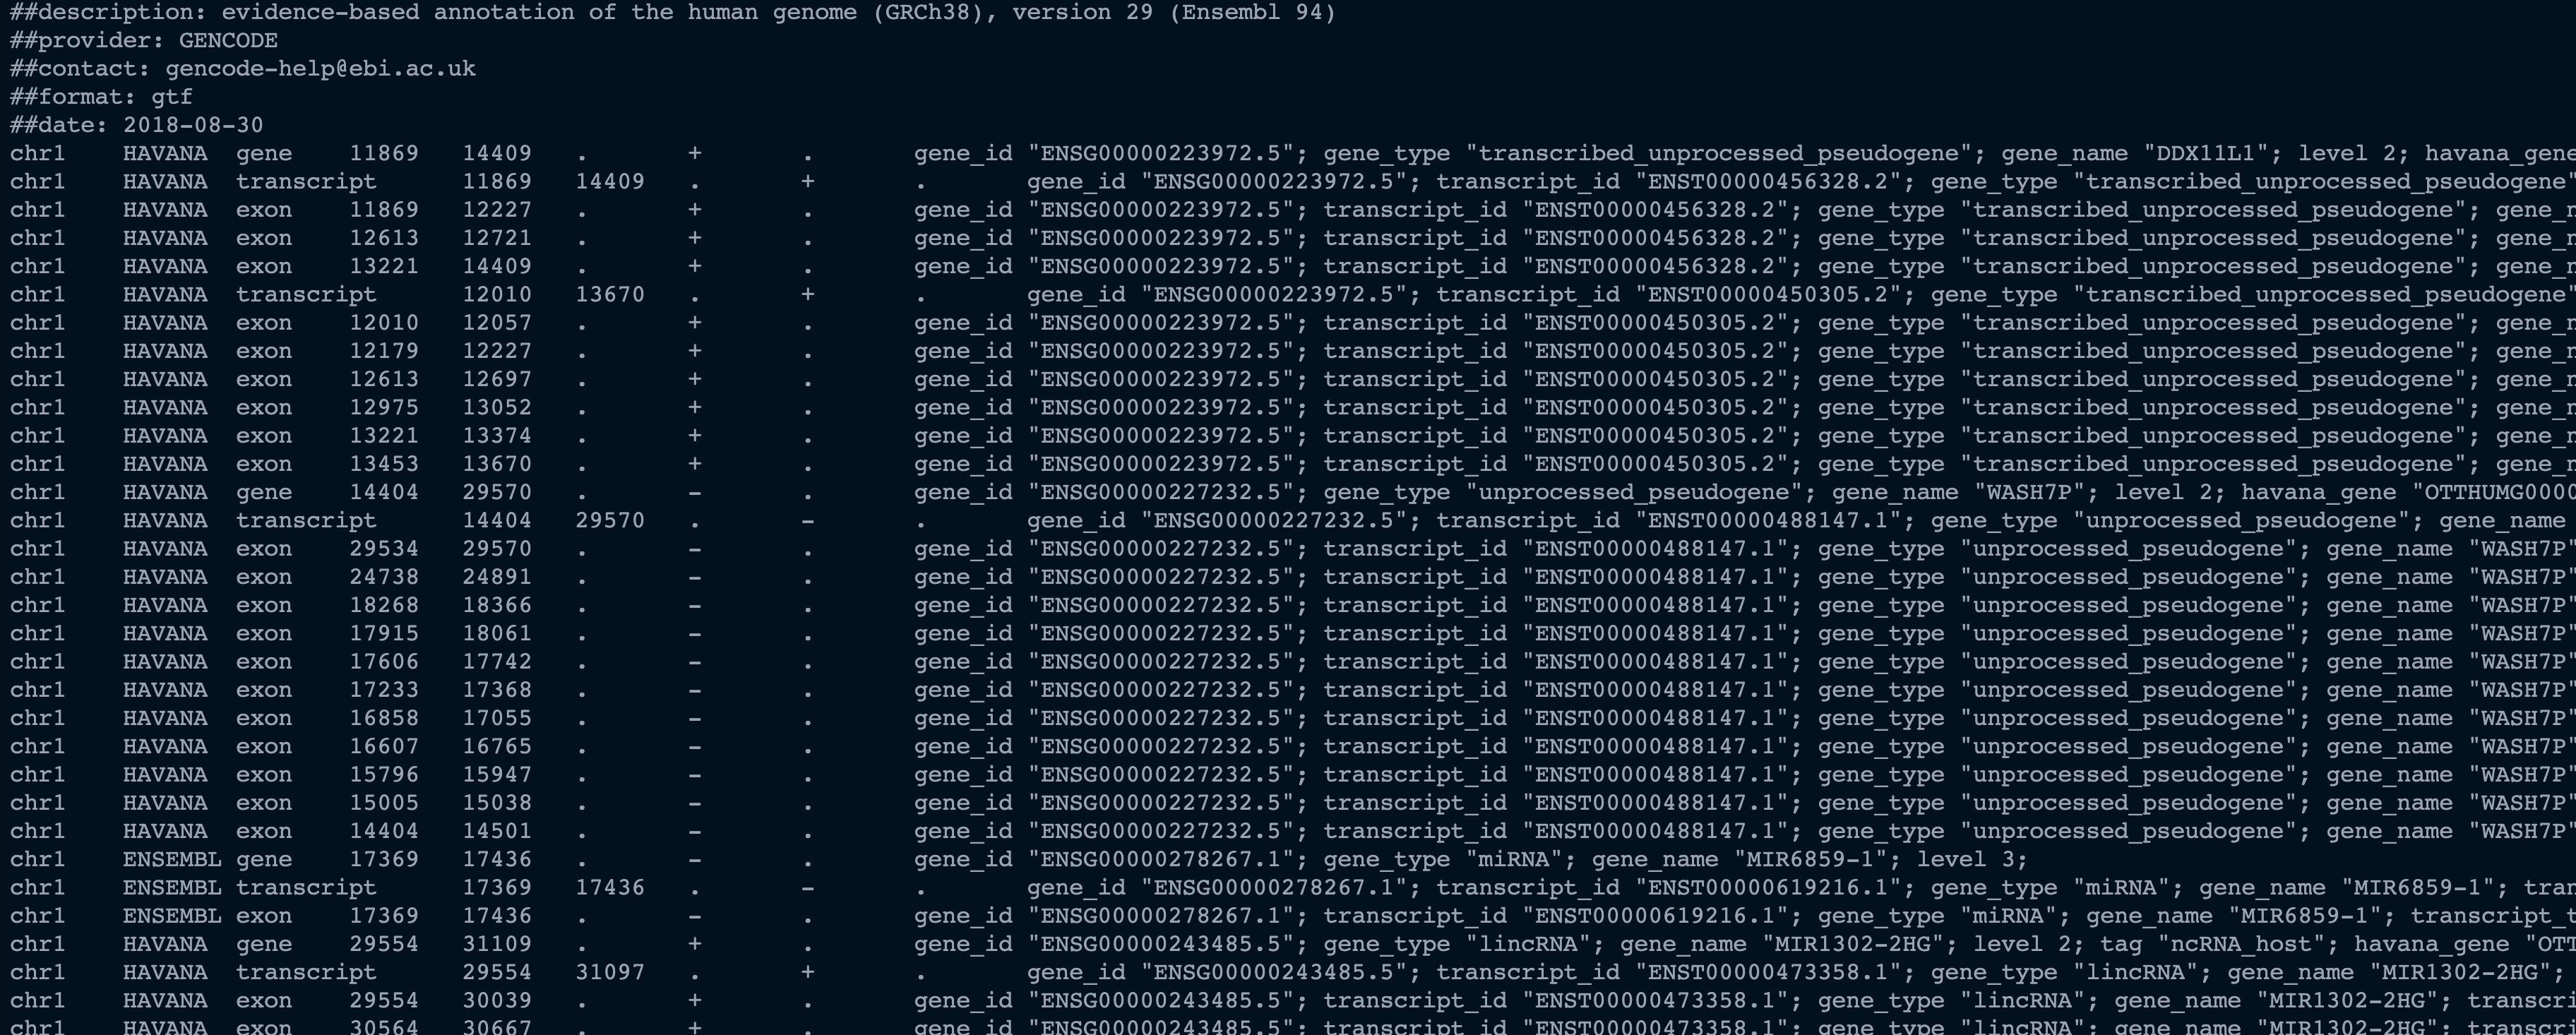 ##description: evidence-based annotation of the human genome (GRCh38), version 29 (Ensembl 94)
##provider: GENCODE
##contact: gencode-help@ebi.ac.uk
##format: gtf
##date: 2018-08-30
chr1 HAVANA gene 11869 14409 . + . gene_id "ENSG00000223972.5"; gene_type "transcribed_unprocessed_pseudogene"; gene_name "DDX11L1"; level 2; havana_gene
chr1 HAVANA transcript 11869 14409 . + . gene_id "ENSG00000223972.5"; transcript_id "ENST00000456328.2"; gene_type "transcribed_unprocessed_pseudogene"
chr1 HAVANA exon 11869 12227 . + . gene_id "ENSG00000223972.5"; transcript_id "ENST00000456328.2"; gene_type "transcribed_unprocessed_pseudogene"; gene_n
chr1 HAVANA exon 12613 12721 . + . gene_id "ENSG00000223972.5"; transcript_id "ENST00000456328.2"; gene_type "transcribed_unprocessed_pseudogene"; gene_n
chr1 HAVANA exon 13221 14409 . + . gene_id "ENSG00000223972.5"; transcript_id "ENST00000456328.2"; gene_type "transcribed_unprocessed_pseudogene"; gene_n
chr1 HAVANA transcript 12010 13670 . + . gene_id "ENSG00000223972.5"; transcript_id "ENST00000450305.2"; gene_type "transcribed_unprocessed_pseudogene"
chr1 HAVANA exon 12010 12057 . + . gene_id "ENSG00000223972.5"; transcript_id "ENST00000450305.2"; gene_type "transcribed_unprocessed_pseudogene"; gene_n
chr1 HAVANA exon 12179 12227 . + . gene_id "ENSG00000223972.5"; transcript_id "ENST00000450305.2"; gene_type "transcribed_unprocessed_pseudogene"; gene_n
chr1 HAVANA exon 12613 12697 . + . gene_id "ENSG00000223972.5"; transcript_id "ENST00000450305.2"; gene_type "transcribed_unprocessed_pseudogene"; gene_n
chr1 HAVANA exon 12975 13052 . + . gene_id "ENSG00000223972.5"; transcript_id "ENST00000450305.2"; gene_type "transcribed_unprocessed_pseudogene"; gene_n
chr1 HAVANA exon 13221 13374 . + . gene_id "ENSG00000223972.5"; transcript_id "ENST00000450305.2"; gene_type "transcribed_unprocessed_pseudogene"; gene_n
chr1 HAVANA exon 13453 13670 . + . gene_id "ENSG00000223972.5"; transcript_id "ENST00000450305.2"; gene_type "transcribed_unprocessed_pseudogene"; gene_n
chr1 HAVANA gene 14404 29570 . - . gene_id "ENSG00000227232.5"; gene_type "unprocessed_pseudogene"; gene_name "WASH7P"; level 2; havana_gene "OTTHUMG0000
chr1 HAVANA transcript 14404 29570 . - . gene_id "ENSG00000227232.5"; transcript_id "ENST00000488147.1"; gene_type "unprocessed_pseudogene"; gene_name
chr1 HAVANA exon 29534 29570 . - . gene_id "ENSG00000227232.5"; transcript_id "ENST00000488147.1"; gene_type "unprocessed_pseudogene"; gene_name "WASH7P"
chr1 HAVANA exon 24738 24891 . - . gene_id "ENSG00000227232.5"; transcript_id "ENST00000488147.1"; gene_type "unprocessed_pseudogene"; gene_name "WASH7P"
chr1 HAVANA exon 18268 18366 . - . gene_id "ENSG00000227232.5"; transcript_id "ENST00000488147.1"; gene_type "unprocessed_pseudogene"; gene_name "WASH7P"
chr1 HAVANA exon 17915 18061 . - . gene_id "ENSG00000227232.5"; transcript_id "ENST00000488147.1"; gene_type "unprocessed_pseudogene"; gene_name "WASH7P"
chr1 HAVANA exon 17606 17742 . - . gene_id "ENSG00000227232.5"; transcript_id "ENST00000488147.1"; gene_type "unprocessed_pseudogene"; gene_name "WASH7P"
chr1 HAVANA exon 17233 17368 . - . gene_id "ENSG00000227232.5"; transcript_id "ENST00000488147.1"; gene_type "unprocessed_pseudogene"; gene_name "WASH7P"
chr1 HAVANA exon 16858 17055 . - . gene_id "ENSG00000227232.5"; transcript_id "ENST00000488147.1"; gene_type "unprocessed_pseudogene"; gene_name "WASH7P"
chr1 HAVANA exon 16607 16765 . - . gene_id "ENSG00000227232.5"; transcript_id "ENST00000488147.1"; gene_type "unprocessed_pseudogene"; gene_name "WASH7P"
chr1 HAVANA exon 15796 15947 . - . gene_id "ENSG00000227232.5"; transcript_id "ENST00000488147.1"; gene_type "unprocessed_pseudogene"; gene_name "WASH7P"
chr1 HAVANA exon 15005 15038 . - . gene_id "ENSG00000227232.5"; transcript_id "ENST00000488147.1"; gene_type "unprocessed_pseudogene"; gene_name "WASH7P"
chr1 HAVANA exon 14404 14501 . - . gene_id "ENSG00000227232.5"; transcript_id "ENST00000488147.1"; gene_type "unprocessed_pseudogene"; gene_name "WASH7P"
chr1 ENSEMBL gene 17369 17436 . - . gene_id "ENSG00000278267.1"; gene_type "miRNA"; gene_name "MIR6859-1"; level 3;
chr1 ENSEMBL transcript 17369 17436 . - . gene_id "ENSG00000278267.1"; transcript_id "ENST00000619216.1"; gene_type "miRNA"; gene_name "MIR6859-1"; tran
chr1 ENSEMBL exon 17369 17436 . - . gene_id "ENSG00000278267.1"; transcript_id "ENST00000619216.1"; gene_type "miRNA"; gene_name "MIR6859-1"; transcript_t
chr1 HAVANA gene 29554 31109 . + . gene_id "ENSG00000243485.5"; gene_type "lincRNA"; gene_name "MIR1302-2HG"; level 2; tag "ncRNA_host"; havana_gene "OTT
chr1 HAVANA transcript 29554 31097 . + . gene_id "ENSG00000243485.5"; transcript_id "ENST00000473358.1"; gene_type "lincRNA"; gene_name "MIR1302-2HG";
chr1 HAVANA exon 29554 30039 . + . gene_id "ENSG00000243485.5"; transcript_id "ENST00000473358.1"; gene_type "lincRNA"; gene_name "MIR1302-2HG"; transcri
chr1 HAVANA exon 30564 30667 . + . gene_id "ENSG00000243485.5"; transcript_id "ENST00000473358.1"; gene_type "lincRNA"; gene_name "MIR1302-2HG"; transcri